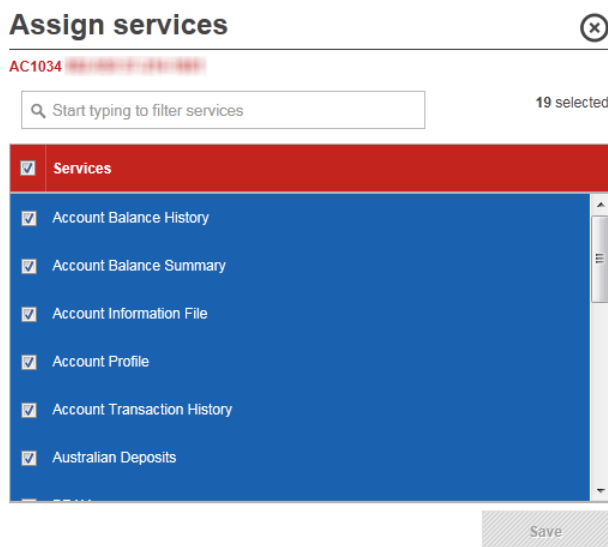 Assign services
AC1034
Start typing to filter services
19 selected
Services
Account Balance History
Account Balance Summary
Account Information File
Account Profile
Account Transaction History
Australian Deposits
Save